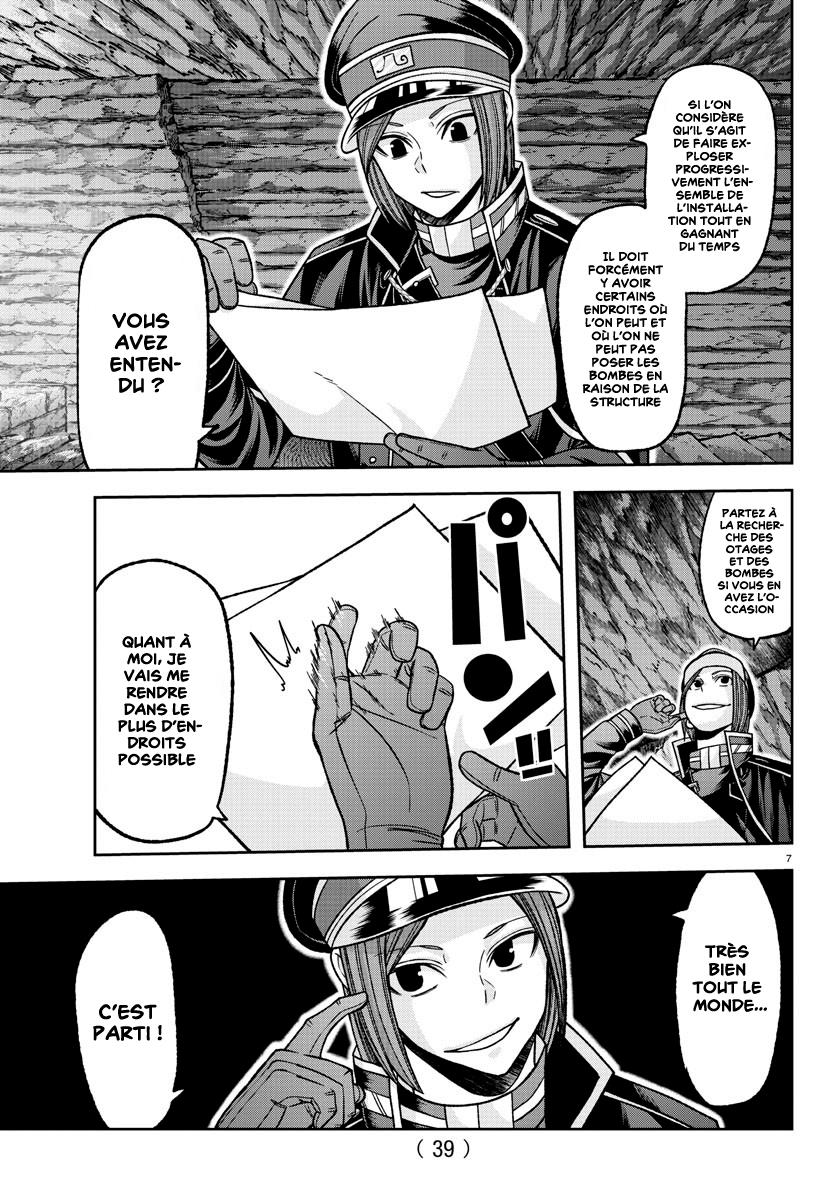 SI L'ON
CONSIDÈRE
QU'IL S'AGIT
DE FAIRE EX-
PLOSER
PROGRESSI-
VEMENT L'EN-
SEMBLE DE
L'INSTALLA-
TION TOUT EN
GAGNANT
DU TEMPS
IL DOIT
FORCÉMENT
Y AVOIR
CERTAINS
ENDROITS OÙ
L'ON PEUT ET
OÙ L'ON NE
PEUT PAS
POSER LES
BOMBES EN
RAISON DE LA
STRUCTURE
VOUS
AVEZ
ENTEN-
DU ?
PARTEZ À
LA RECHER-
CHE DES
OTAGES
ET DES
BOMBES
SI VOUS EN
AVEZ L'O-
CCASION
パンッ!!
QUANT À
MOI, JE
VAIS ME
RENDRE
DANS LE
PLUS D'EN-
DROITS
POSSIBLE
7
TRÈS
BIEN
TOUT LE
MONDE...
C'EST
PARTI !
( 39 )